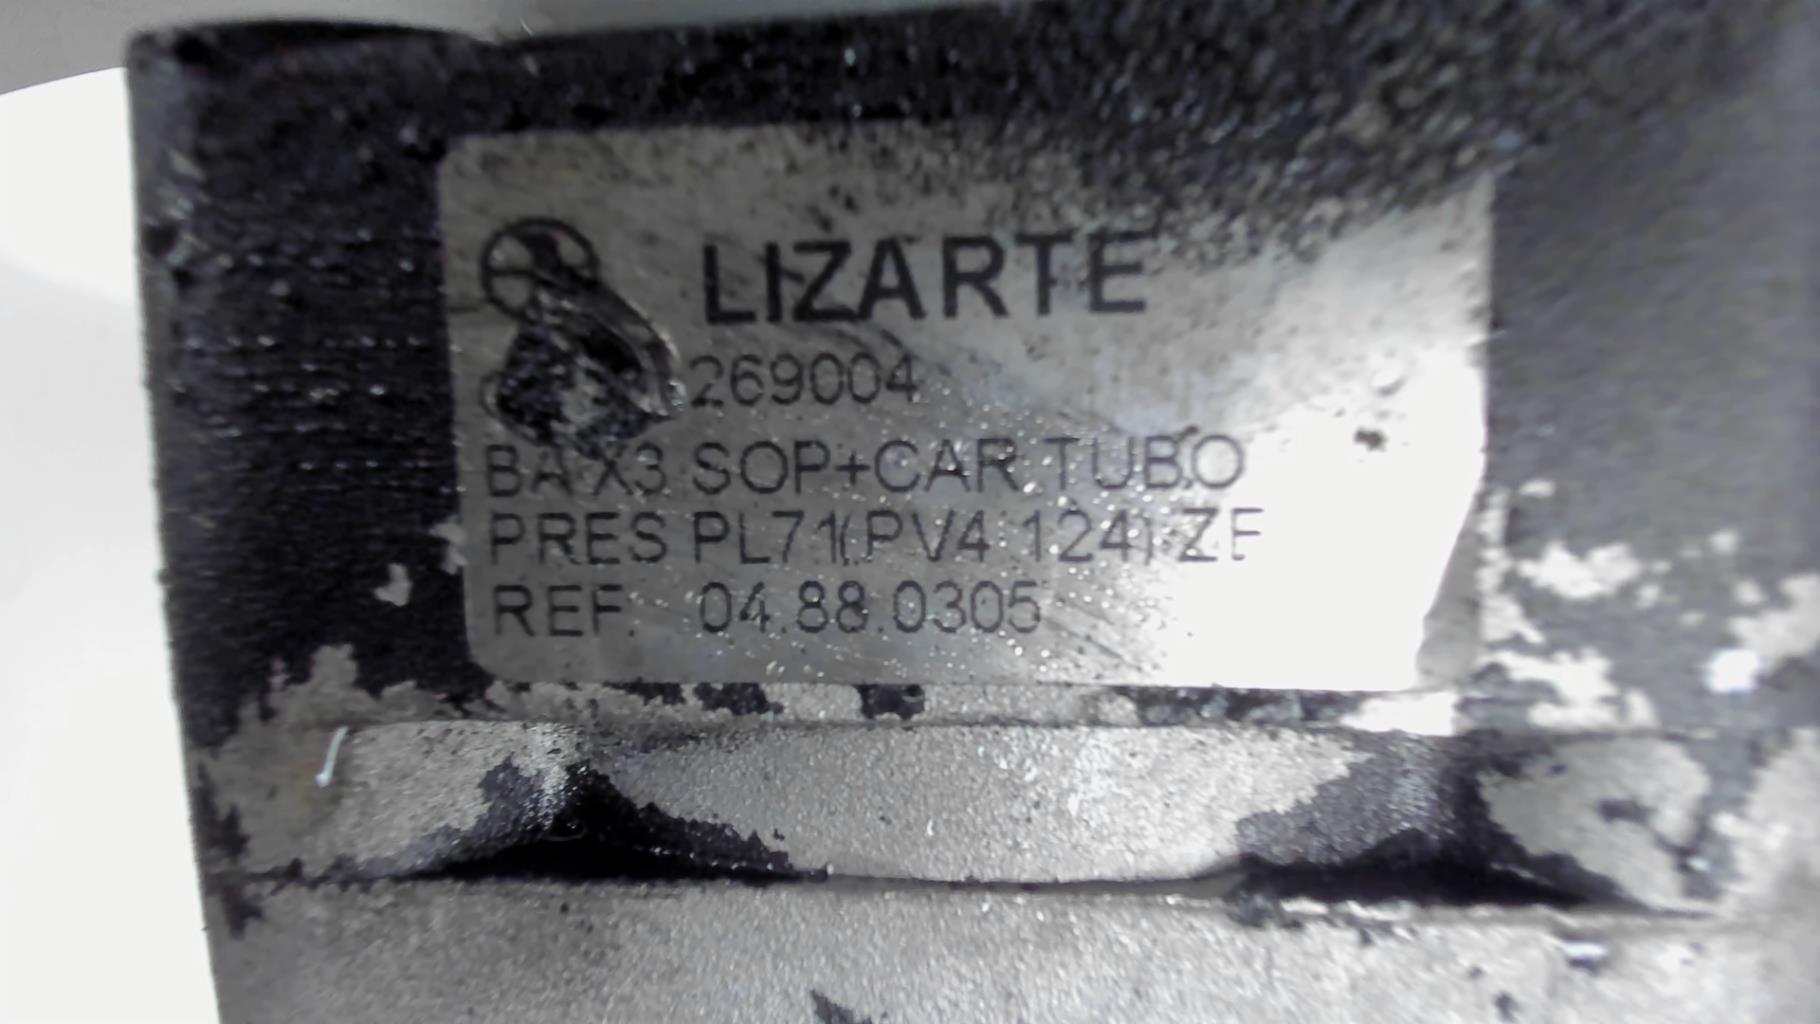 LIZARTE
269004
BA X3 SOP+CAR TUBO
PRES PL71(PV4 124) ZF
REF. 04.88.0305